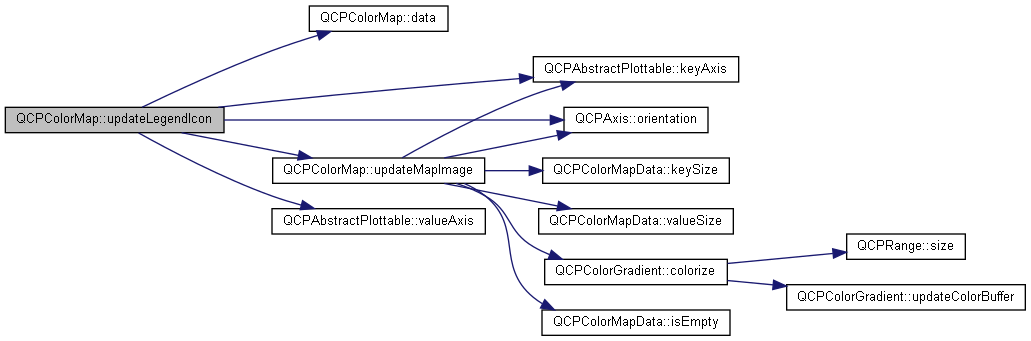 QCPColorMap::data
QCPAbstractPlottable::keyAxis
QCPColorMap::updateLegendIcon
QCPAxis::orientation
QCPColorMap::updateMapImage
QCPColorMapData::keySize
QCPAbstractPlottable::valueAxis
QCPColorMapData::valueSize
QCPRange::size
QCPColorGradient::colorize
QCPColorGradient::updateColorBuffer
QCPColorMapData::isEmpty